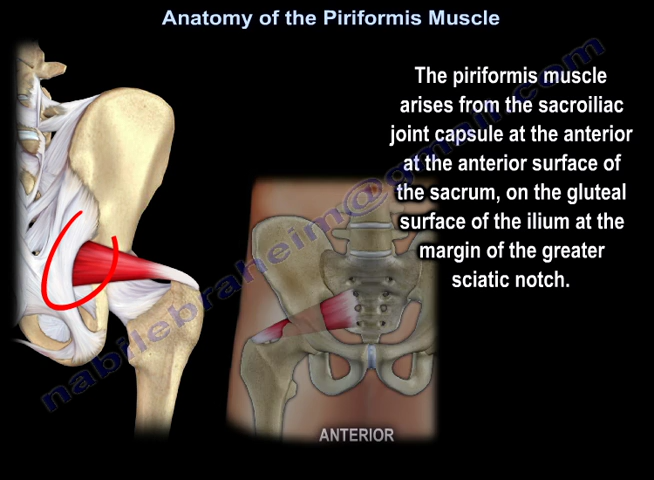 Anatomy of the Piriformis Muscle
The piriformis muscle
arises from the sacroiliac
joint capsule at the anterior
at the anterior surface of
the sacrum, on the gluteal
surface of the ilium at the
margin of the greater
sciatic notch.
nabilebraheim@gmail.com
ANTERIOR